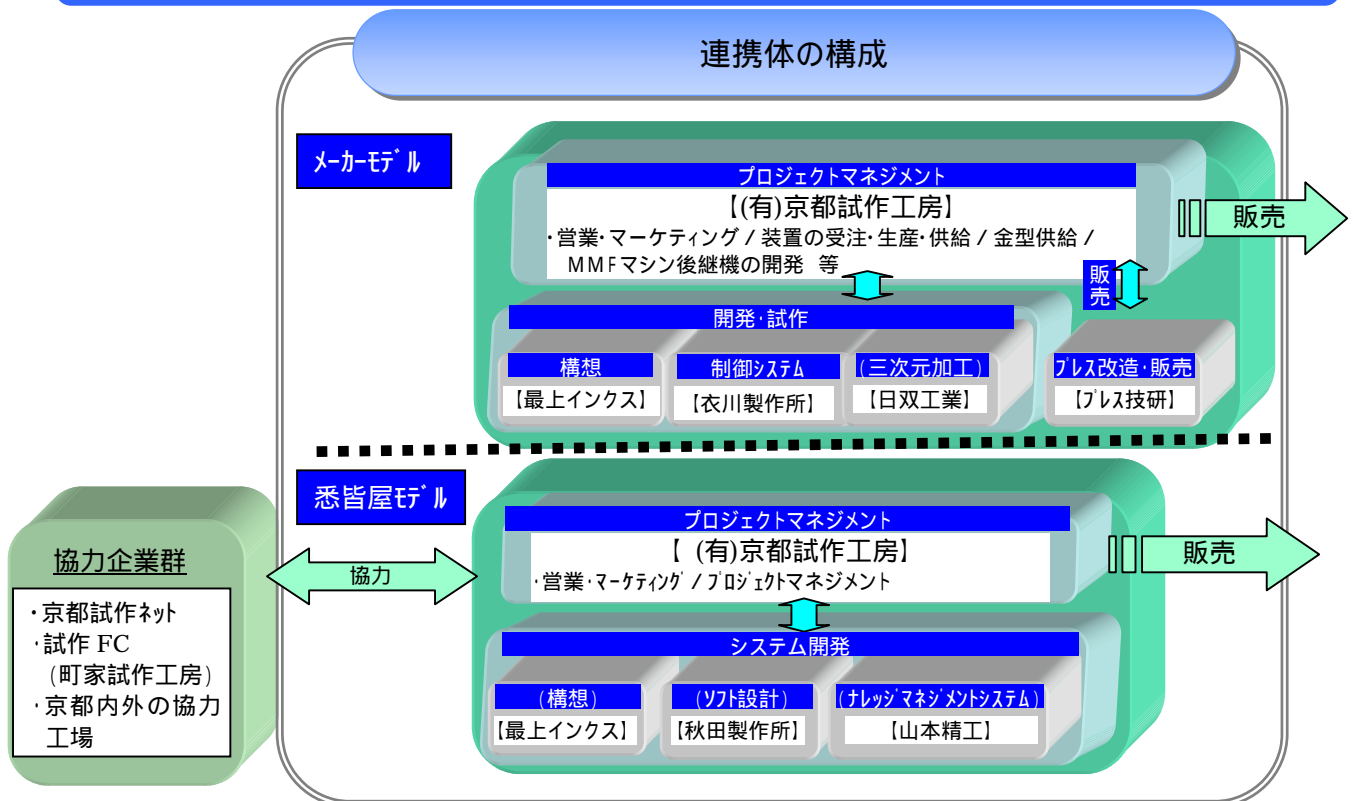 連携体の構成
ﾒｰｶｰﾓﾃﾞﾙ
プロジェクトマネジメント
【(有)京都試作工房】
・営業・マーケティング / 装置の受注・生産・供給 / 金型供給 /
MMFマシン後継機の開発 等
販売
販売
開発・試作
構想
【最上インクス】
制御ｼｽﾃﾑ
【衣川製作所】
(三次元加工)
【日双工業】
ﾌﾟﾚｽ改造・販売
【ﾌﾟﾚｽ技研】
悉皆屋ﾓﾃﾞﾙ
プロジェクトマネジメント
【 (有)京都試作工房】
・営業・ﾏｰｹﾃｨﾝｸﾞ / ﾌﾟﾛｼﾞｪｸﾄﾏﾈｼﾞﾒﾝﾄ
販売
協力
システム開発
(構想)
【最上インクス】
(ｿﾌﾄ設計)
【秋田製作所】
(ﾅﾚｯｼﾞﾏﾈｼﾞﾒﾝﾄｼｽﾃﾑ)
【山本精工】
協力企業群
・京都試作ﾈｯﾄ
・試作 FC
(町家試作工房)
・京都内外の協力
工場